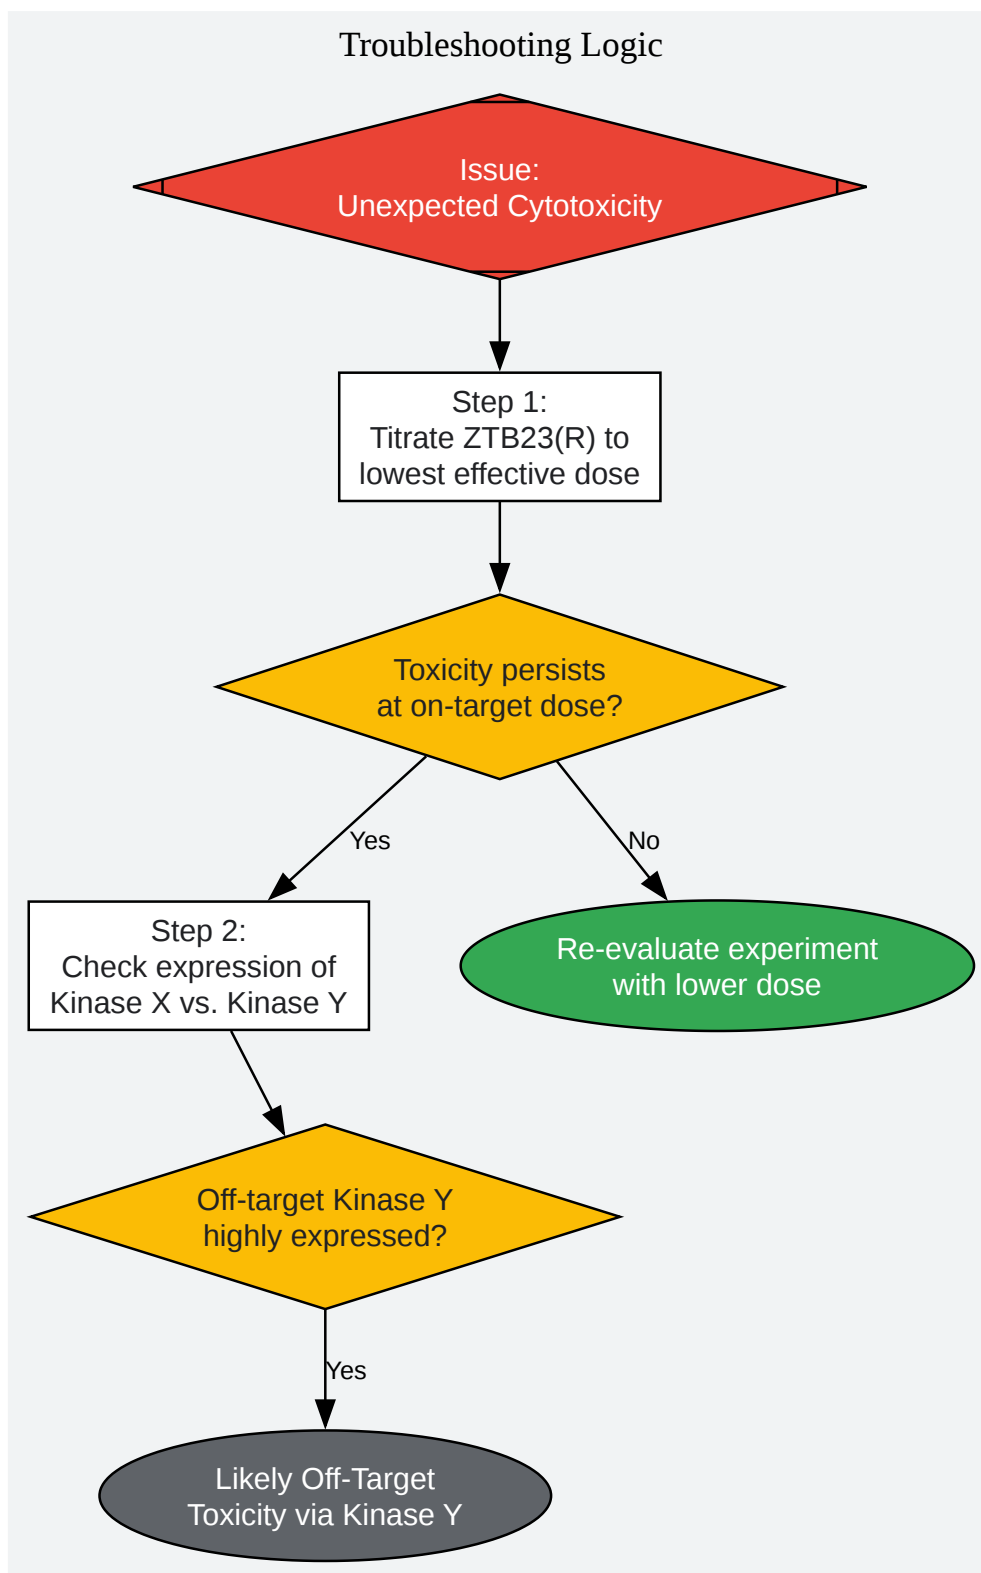 Troubleshooting Logic
Issue:
Unexpected Cytotoxicity
Step 1:
Titrate ZTB23(R) to
lowest effective dose
Toxicity persists
at on-target dose?
Yes
No
Step 2:
Check expression of
Kinase X vs. Kinase Y
Re-evaluate experiment
with lower dose
Off-target Kinase Y
highly expressed?
Yes
Likely Off-Target
Toxicity via Kinase Y